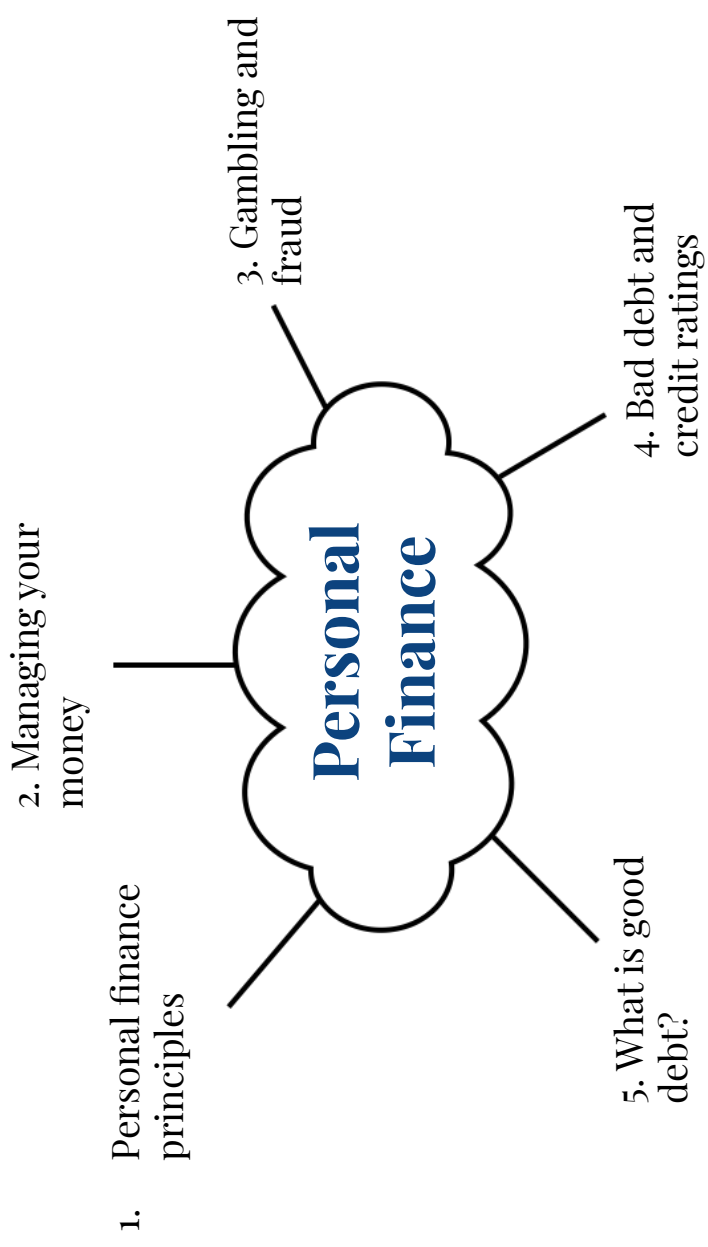 1. Personal finance
principles
2. Managing your
money
3. Gambling and
fraud
Personal
Finance
4. Bad debt and
credit ratings
5. What is good
debt?